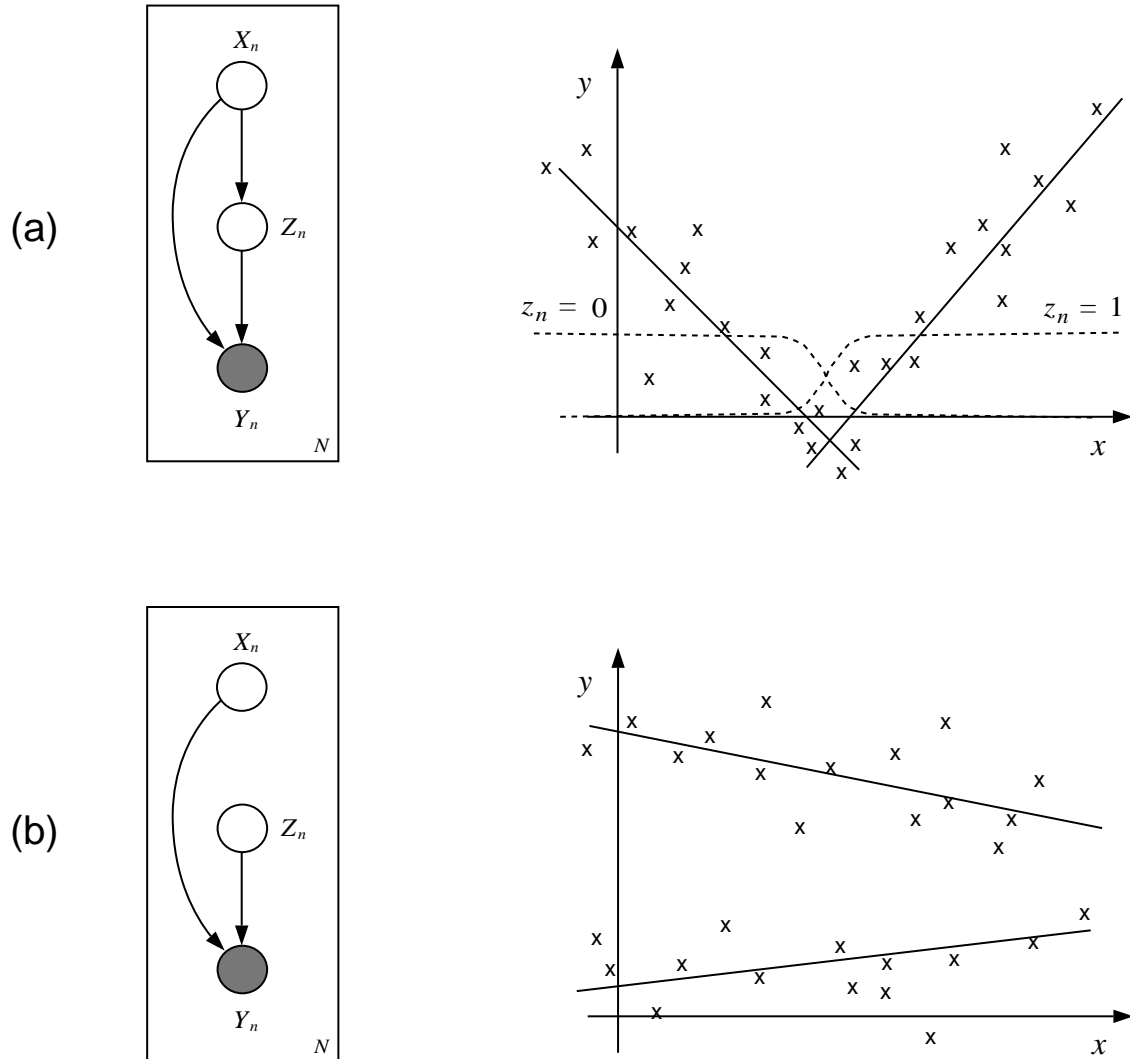 (a)
X_n
Z_n
Y_n
N
y
z_n = 0
z_n = 1
x
(b)
X_n
Z_n
Y_n
N
y
x